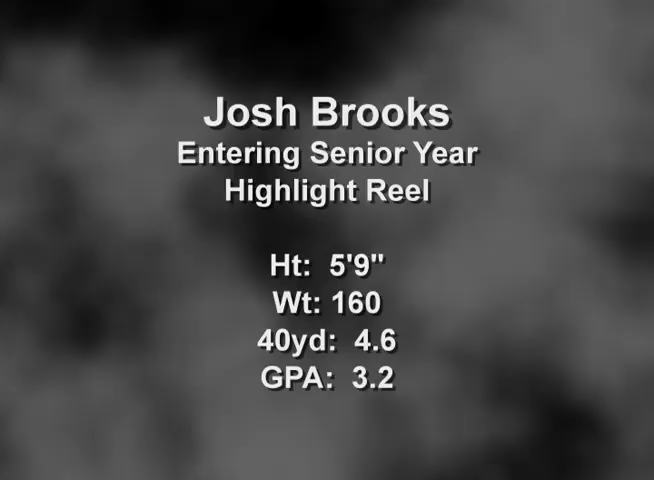 Josh Brooks
Entering Senior Year
Highlight Reel
Ht:  5'9"
Wt: 160
40yd:  4.6
GPA:  3.2